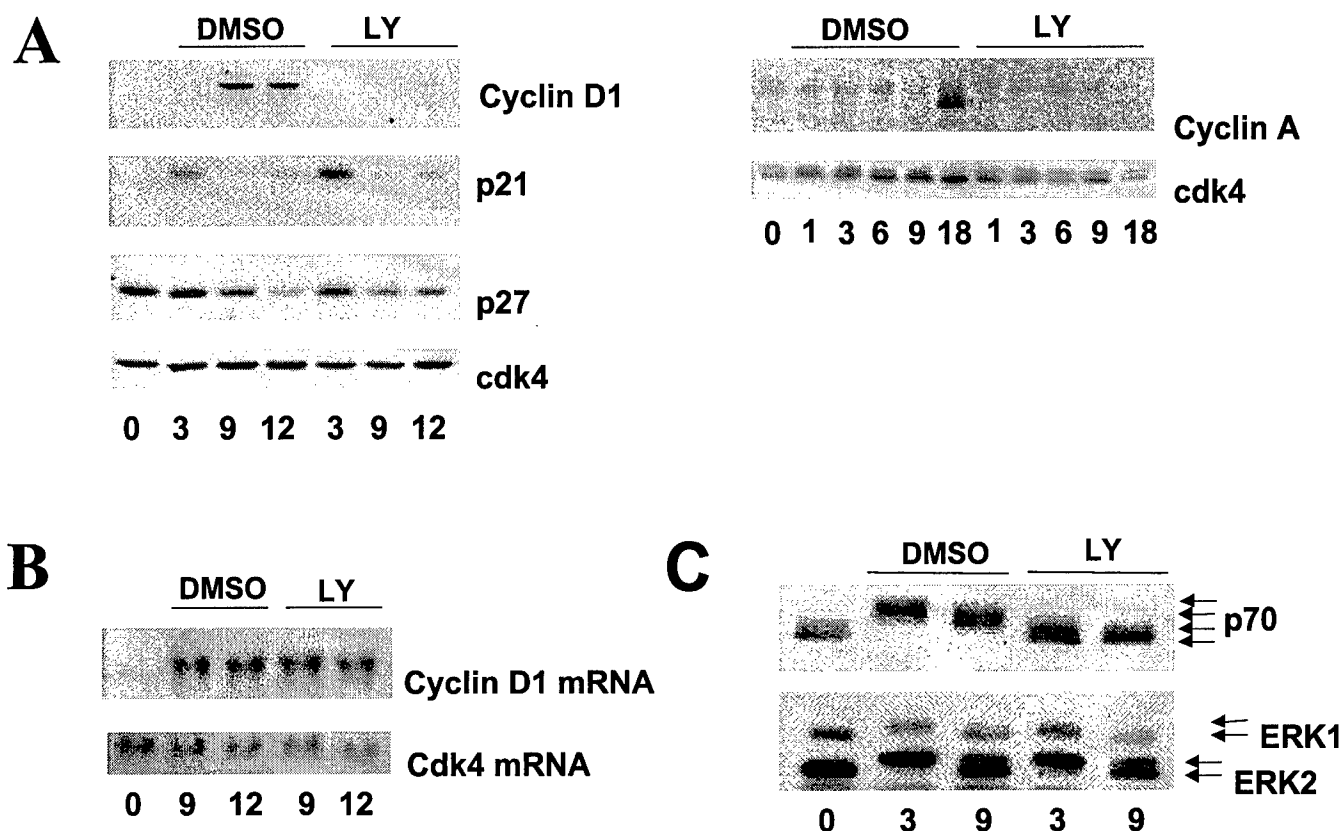 A
DMSO LY
Cyclin D1
p21
p27
cdk4
0 3 9 12 3 9 12
DMSO LY
Cyclin A
cdk4
0 1 3 6 9 18 1 3 6 9 18
B
DMSO LY
Cyclin D1 mRNA
Cdk4 mRNA
0 9 12 9 12
C
DMSO LY
p70
ERK1
ERK2
0 3 9 3 9